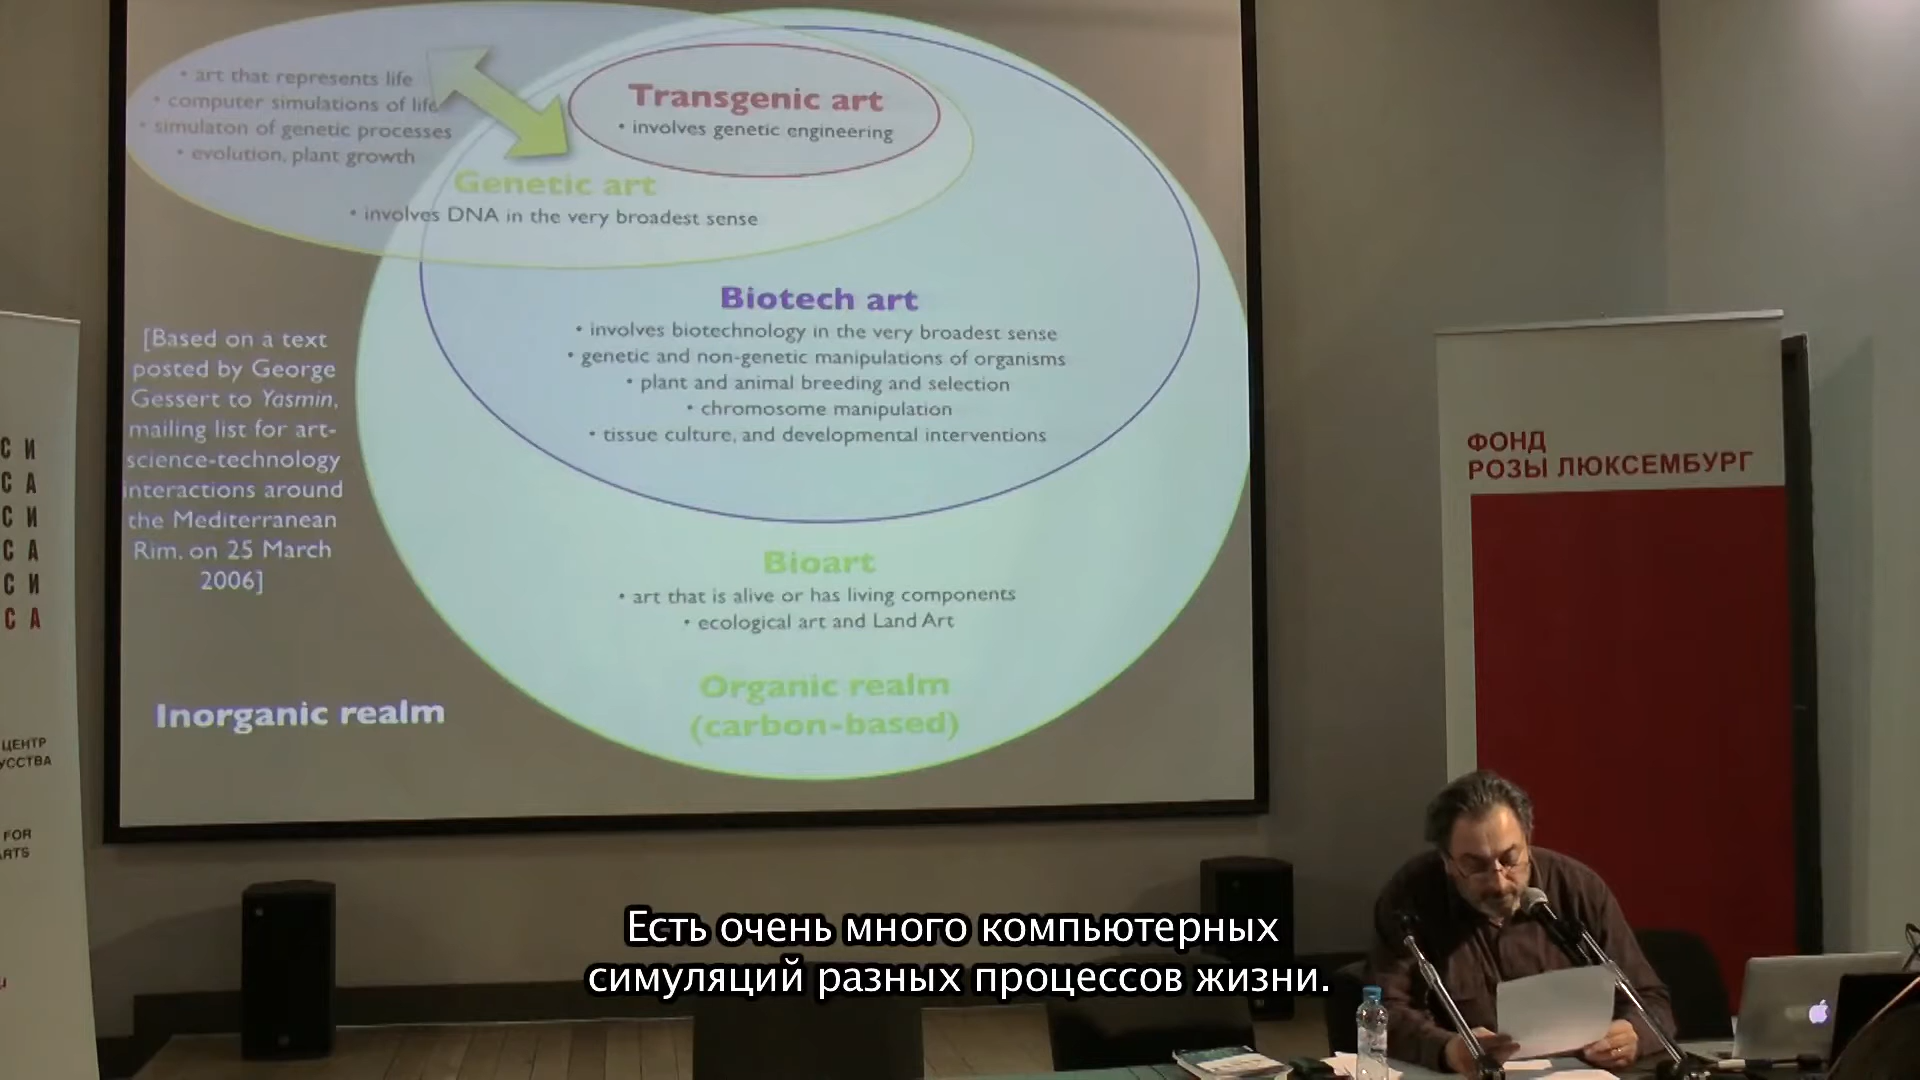 • art that represents life
• computer simulations of life
• simulaton of genetic processes
• evolution, plant growth
Transgenic art
• involves genetic engineering
Genetic art
• involves DNA in the very broadest sense
Biotech art
• involves biotechnology in the very broadest sense
• genetic and non-genetic manipulations of organisms
• plant and animal breeding and selection
• chromosome manipulation
• tissue culture, and developmental interventions
[Based on a text
posted by George
Gessert to Yasmin,
mailing list for art-
science-technology
interactions around
the Mediterranean
Rim, on 25 March
2006]
Bioart
• art that is alive or has living components
• ecological art and Land Art
Organic realm
(carbon-based)
Inorganic realm
С И
С А
С И
С А
С И
С А
ЦЕНТР
FOR
ФОНД
РОЗЫ ЛЮКСЕМБУРГ
Есть очень много компьютерных
симуляций разных процессов жизни.